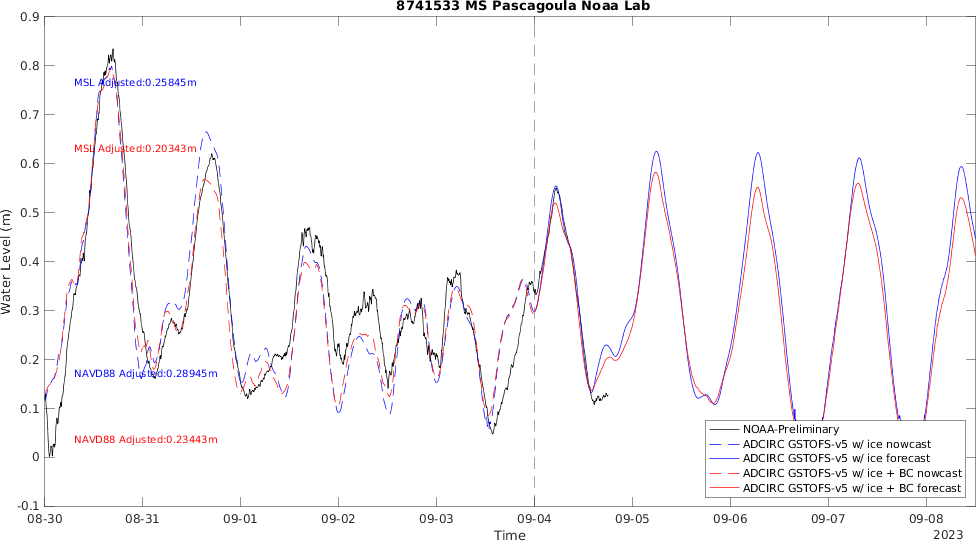 8741533 MS Pascagoula Noaa Lab
0.9
0.8
0.7
0.6
0.5
0.4
0.3
0.2
0.1
0
-0.1
Water Level (m)
MSL Adjusted:0.25845m
MSL Adjusted:0.20343m
NAVD88 Adjusted:0.28945m
NAVD88 Adjusted:0.23443m
NOAA-Preliminary
ADCIRC GSTOFS-v5 w/ ice nowcast
ADCIRC GSTOFS-v5 w/ ice forecast
ADCIRC GSTOFS-v5 w/ ice + BC nowcast
ADCIRC GSTOFS-v5 w/ ice + BC forecast
08-30 08-31 09-01 09-02 09-03 09-04 09-05 09-06 09-07 09-08
Time
2023